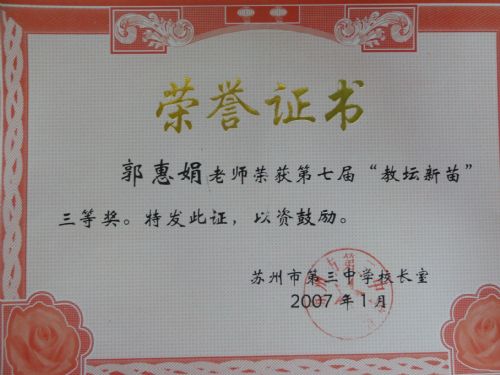 荣誉证书
郭惠娟老师荣获第七届“教坛新苗”
三等奖。特发此证，以资鼓励。
苏州市第三中学校长室
2007年1月